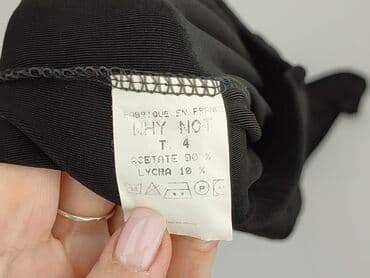 FABRIQUE EN FRANCE
WHY NOT
T. 4
ACETATE 90 %
LYCRA 10 %